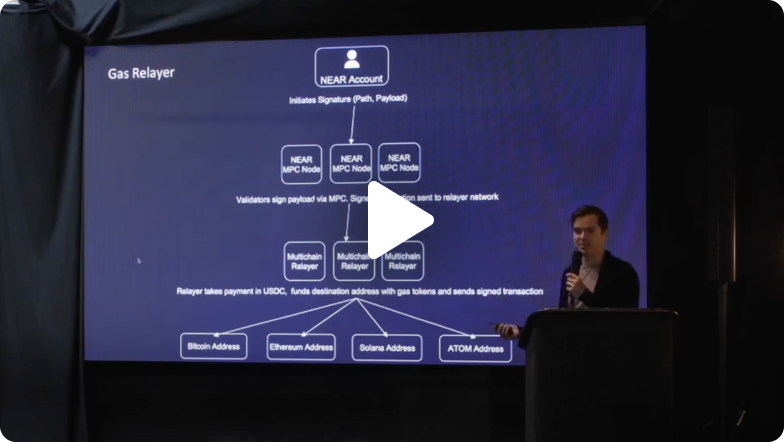 Gas Relayer
NEAR Account
Initiates Signature (Path, Payload)
NEAR
MPC Node
NEAR
MPC Node
NEAR
MPC Node
Validators sign payload via MPC. sent to relayer network
Multichain
Relayer
Multichain
Relayer
Multichain
Relayer
Relayer takes payment in USDC, funds destination address with gas tokens and sends signed transaction
Bitcoin Address
Ethereum Address
Solana Address
ATOM Address